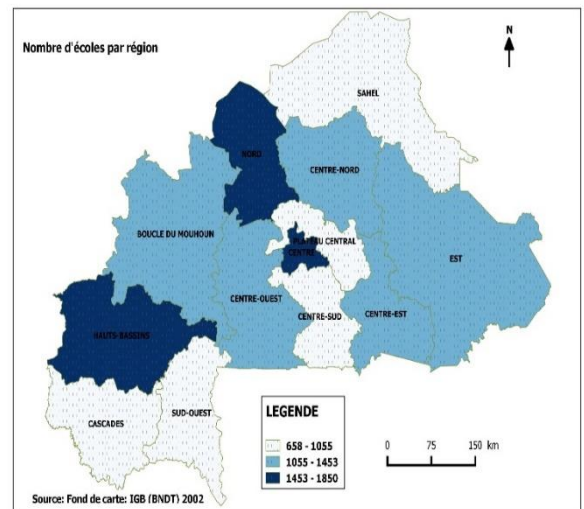 Nombre d'écoles par région
N
SAHEL
NORD
CENTRE-NORD
BOUCLE DU MOUHOUN
PLATEAU CENTRAL
CENTRE
EST
CENTRE-OUEST
CENTRE-SUD
CENTRE-EST
HAUTS-BASSINS
SUD-OUEST
CASCADES
LEGENDE
658 - 1055
1055 - 1453
1453 - 1850
0 75 150 km
Source: Fond de carte: IGB (BNDT) 2002